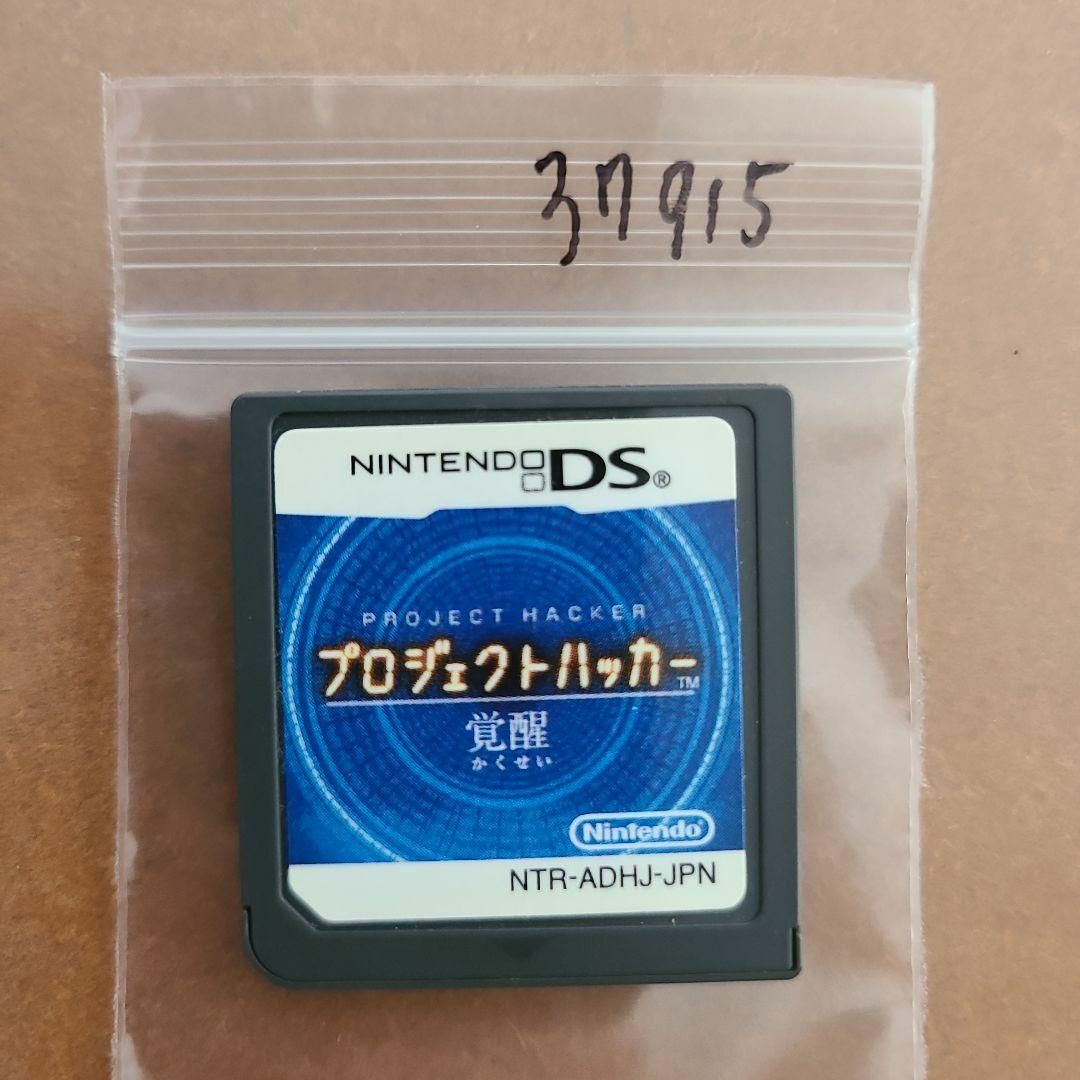 37915
NINTENDO DS®
PROJECT HACKER
プロジェクトハッカー™
覚醒
かくせい
Nintendo
NTR-ADHJ-JPN